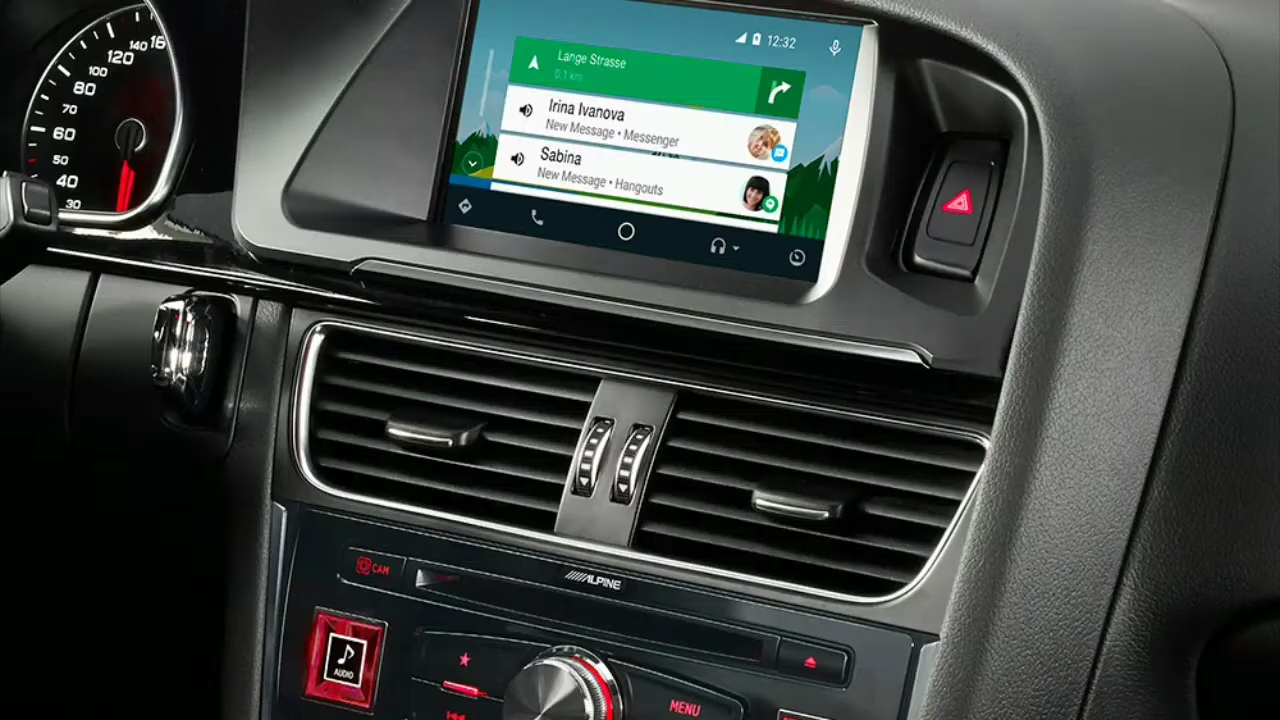 16
140
120
100
80
70
60
50
40
30
12:32
Lange Strasse
0.1 km
Irina Ivanova
New Message • Messenger
Sabina
New Message • Hangouts
CAM
ALPINE
AUDIO
MENU